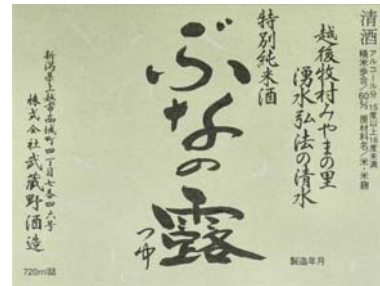 清酒
アルコール分 15度以上16度未満
精米歩合/60% 原材料名/米・米麹
越後牧村みやまの里
湧水弘法の清水
特別純米酒
ぶなの露
つゆ
製造年月
新潟県上越市高城町四丁目七番四六号
株式会社武蔵野酒造
720ml詰